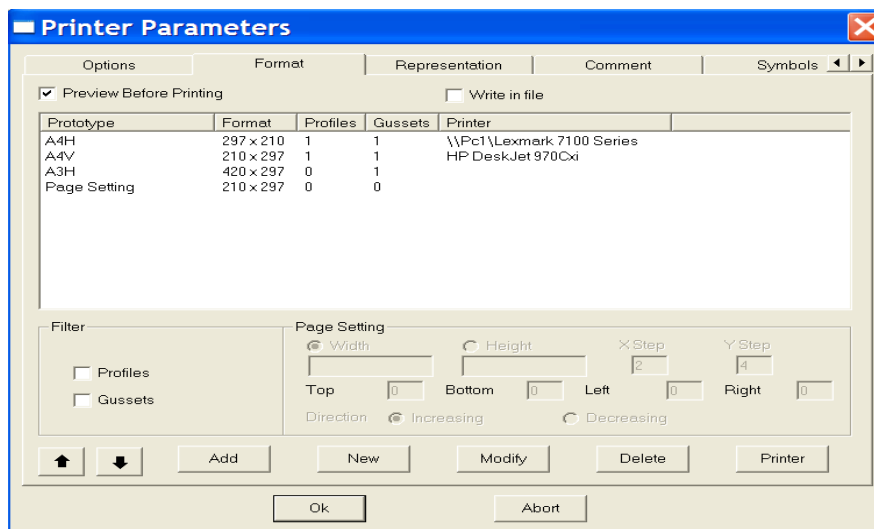 Printer Parameters
Options Format Representation Comment Symbols
Preview Before Printing Write in file
Prototype Format Profiles Gussets Printer
A4H 297 x 210 1 1 \\Pc1\Lexmark 7100 Series
A4V 210 x 297 1 1 HP DeskJet 970Cxi
A3H 420 x 297 0 1
Page Setting 210 x 297 0 0
Filter Page Setting
Width Height X Step Y Step
2 4
Profiles
Top 0 Bottom 0 Left 0 Right 0
Gussets
Direction Increasing Decreasing
Add New Modify Delete Printer
Ok Abort